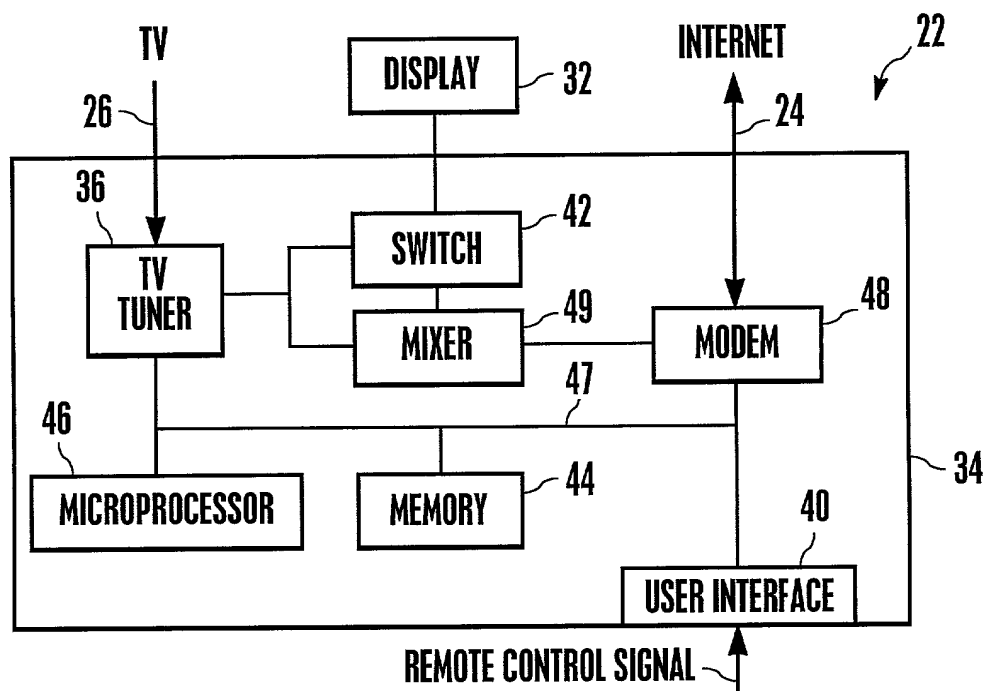 TV
INTERNET
22
DISPLAY
32
26
24
36
42
SWITCH
TV
TUNER
49
48
MIXER
MODEM
47
46
44
34
MICROPROCESSOR
MEMORY
40
USER INTERFACE
REMOTE CONTROL SIGNAL